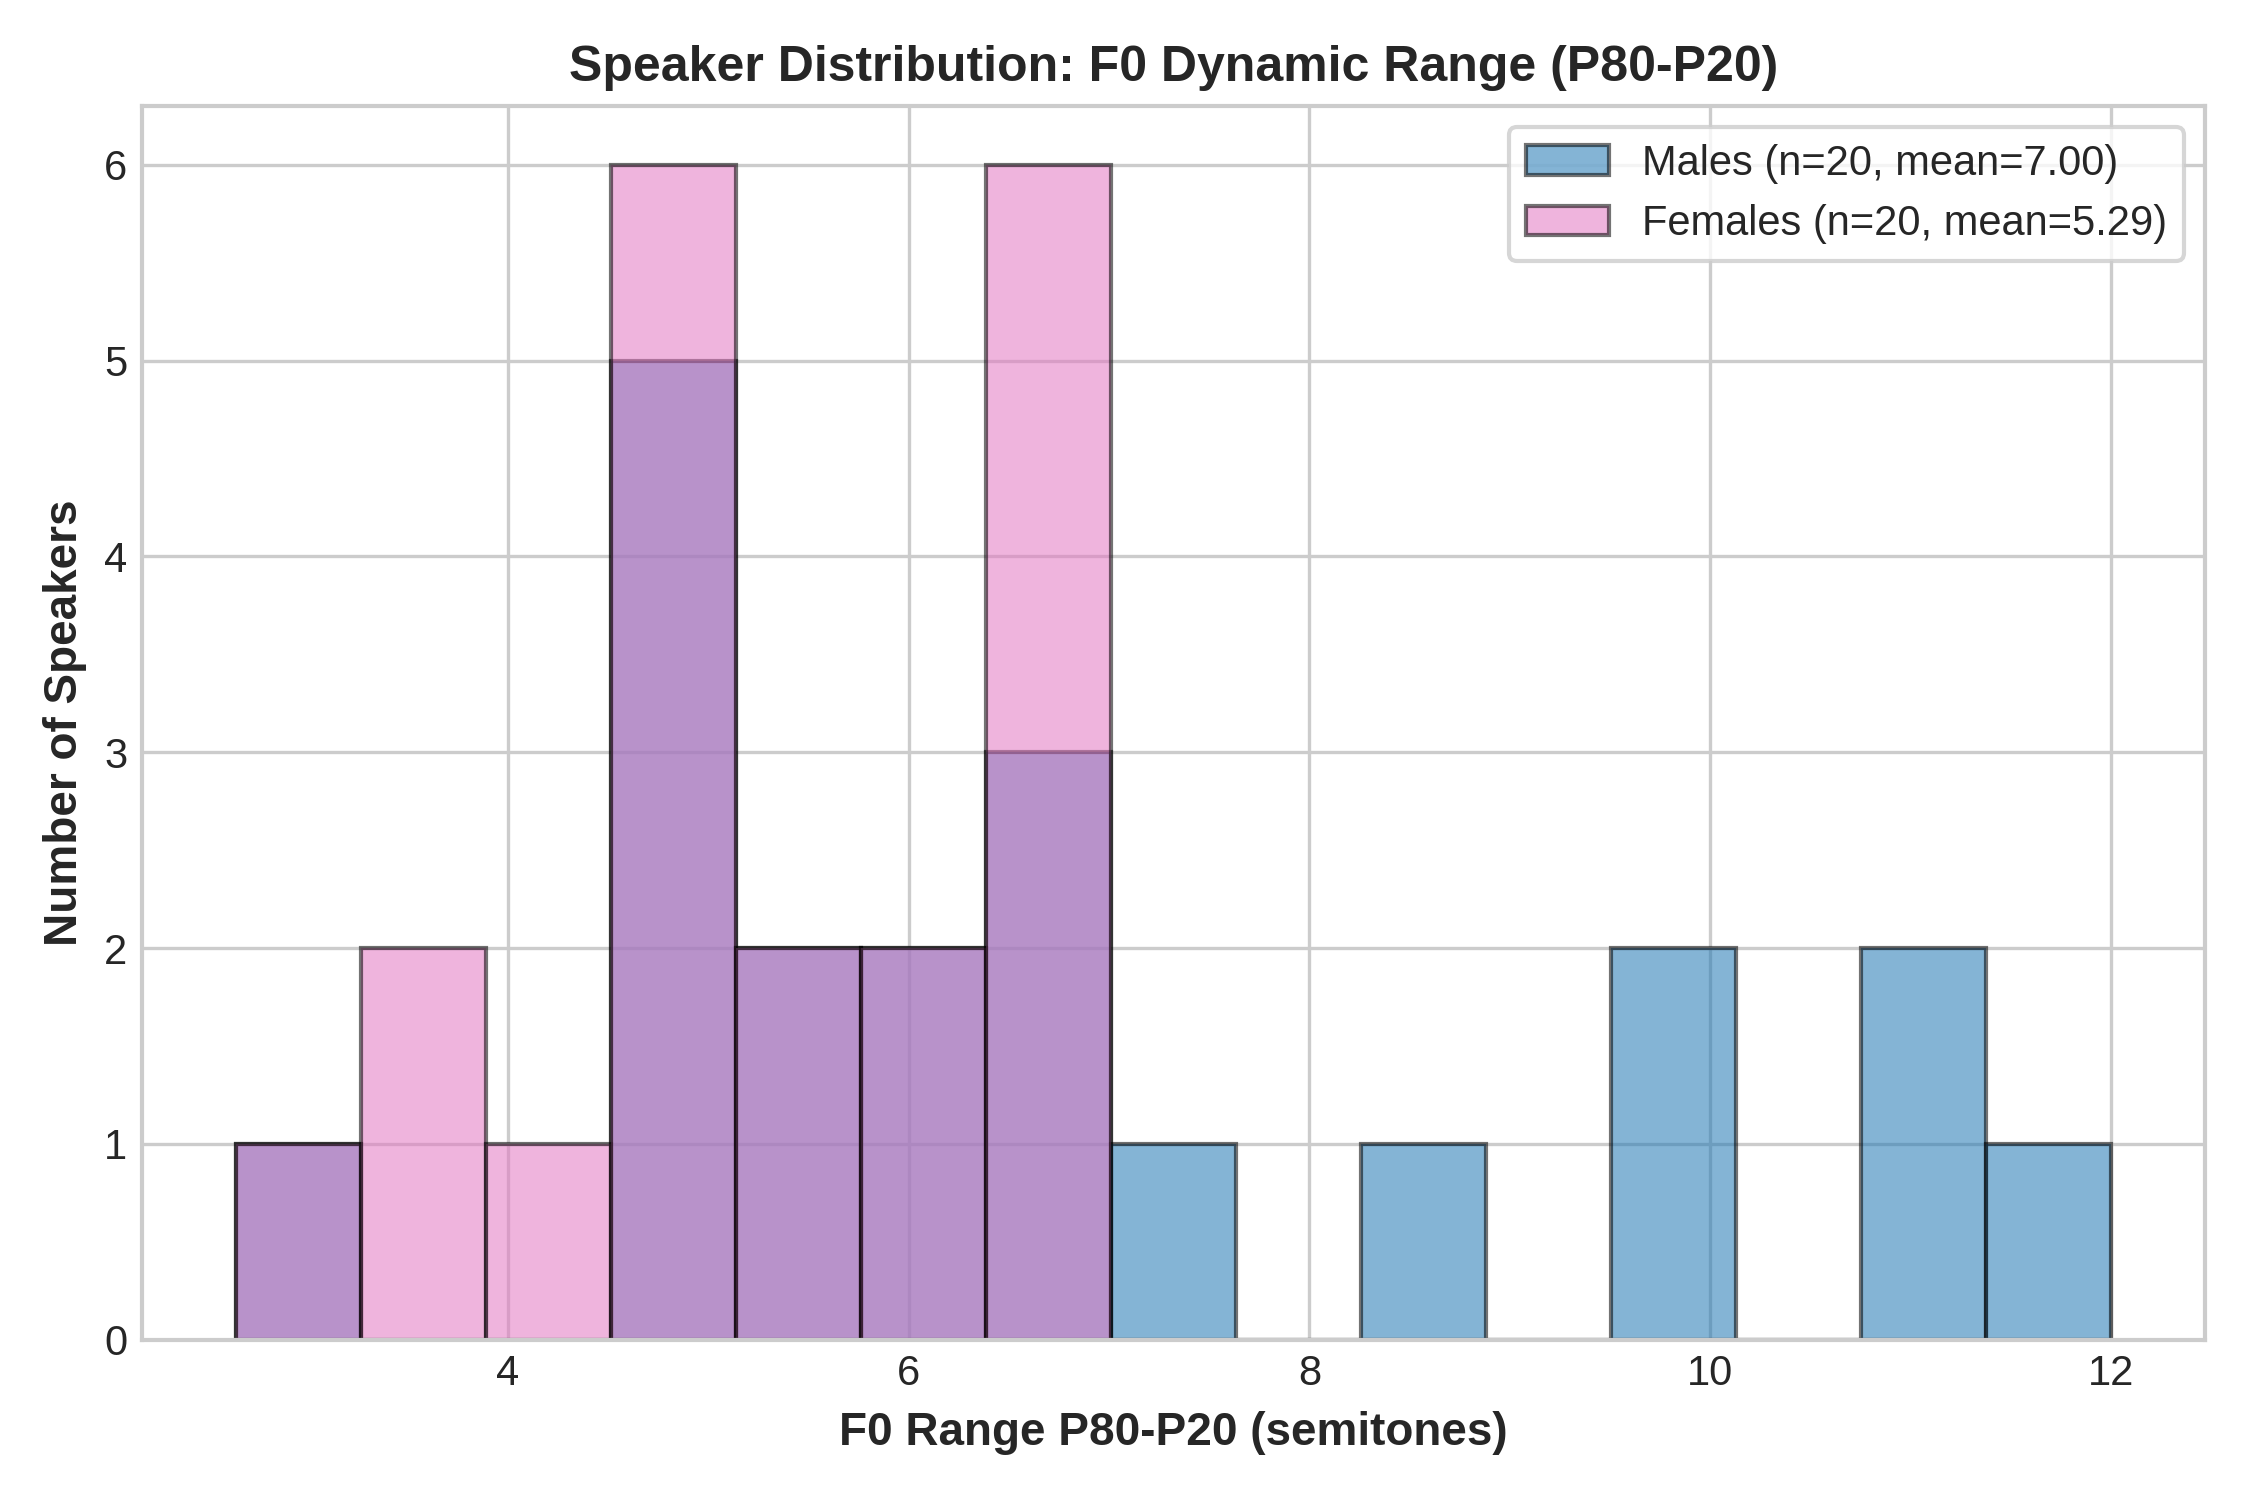 Speaker Distribution: F0 Dynamic Range (P80-P20)
Males (n=20, mean=7.00)
Females (n=20, mean=5.29)
6
5
4
3
2
1
0
Number of Speakers
4 6 8 10 12
F0 Range P80-P20 (semitones)